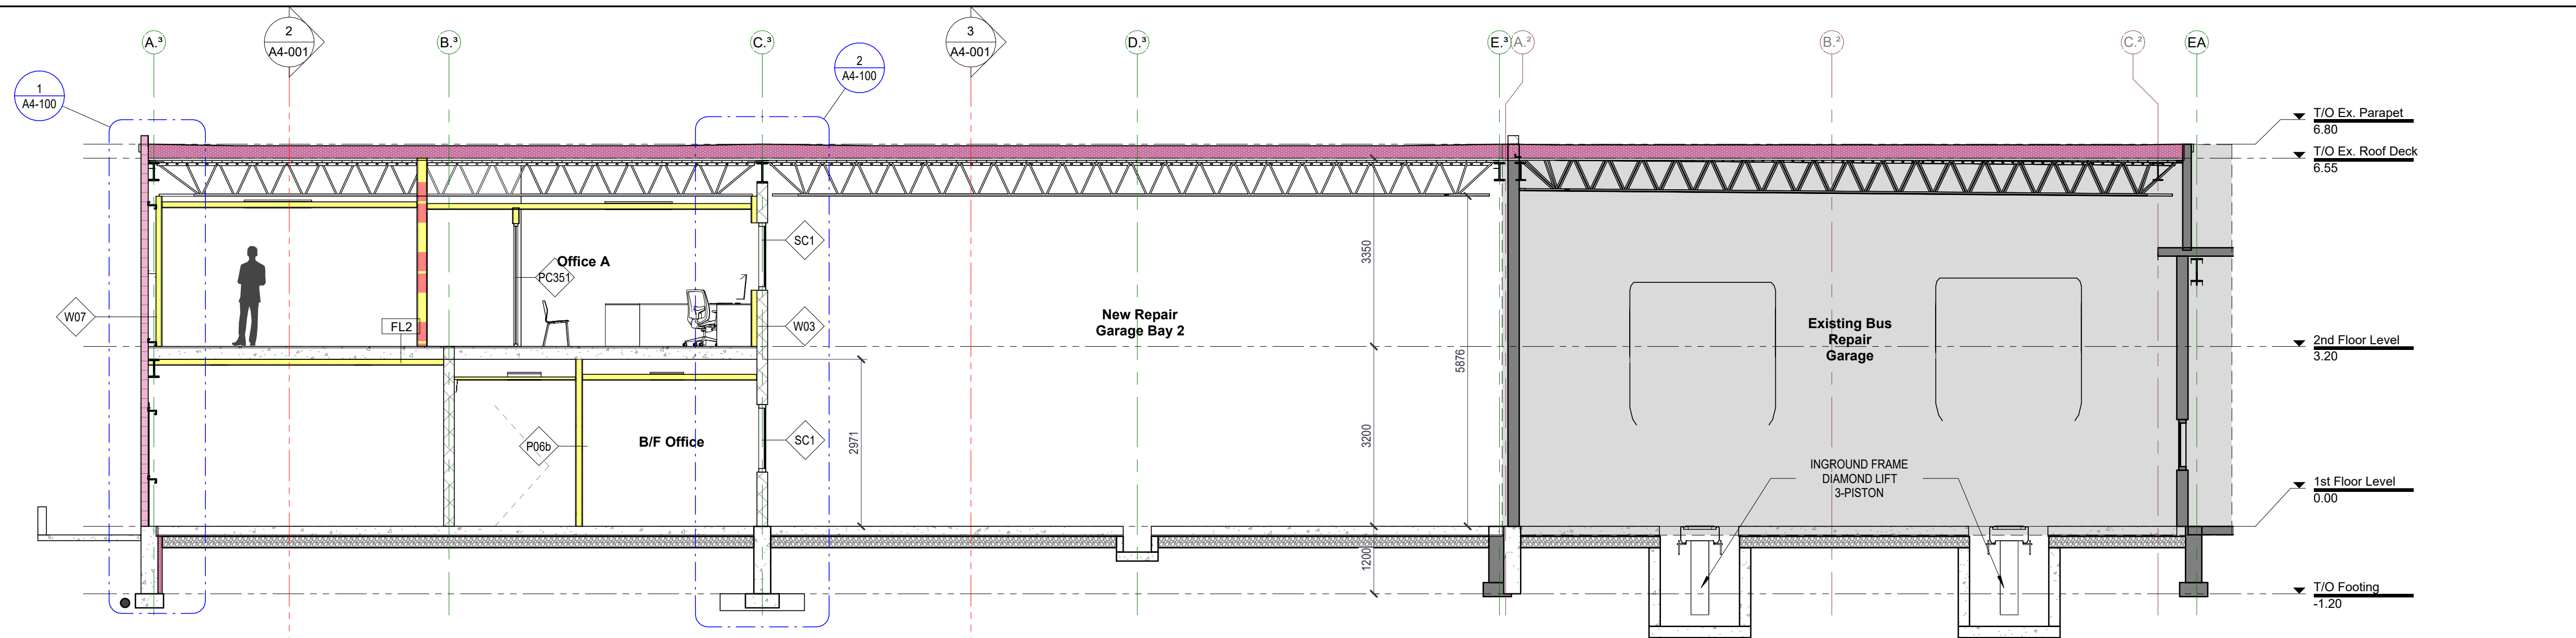 2
A4-001
3
A4-001
A.³
B.³
C.³
D.³
E.³
A.²
B.²
C.²
EA
1
A4-100
2
A4-100
T/O Ex. Parapet
6.80
T/O Ex. Roof Deck
6.55
SC1
3350
Office A
PC351
W07
FL2
W03
New Repair
Garage Bay 2
Existing Bus
Repair
Garage
2nd Floor Level
3.20
5876
2971
3200
B/F Office
P06b
SC1
INGROUND FRAME
DIAMOND LIFT
3-PISTON
1st Floor Level
0.00
1200
T/O Footing
-1.20